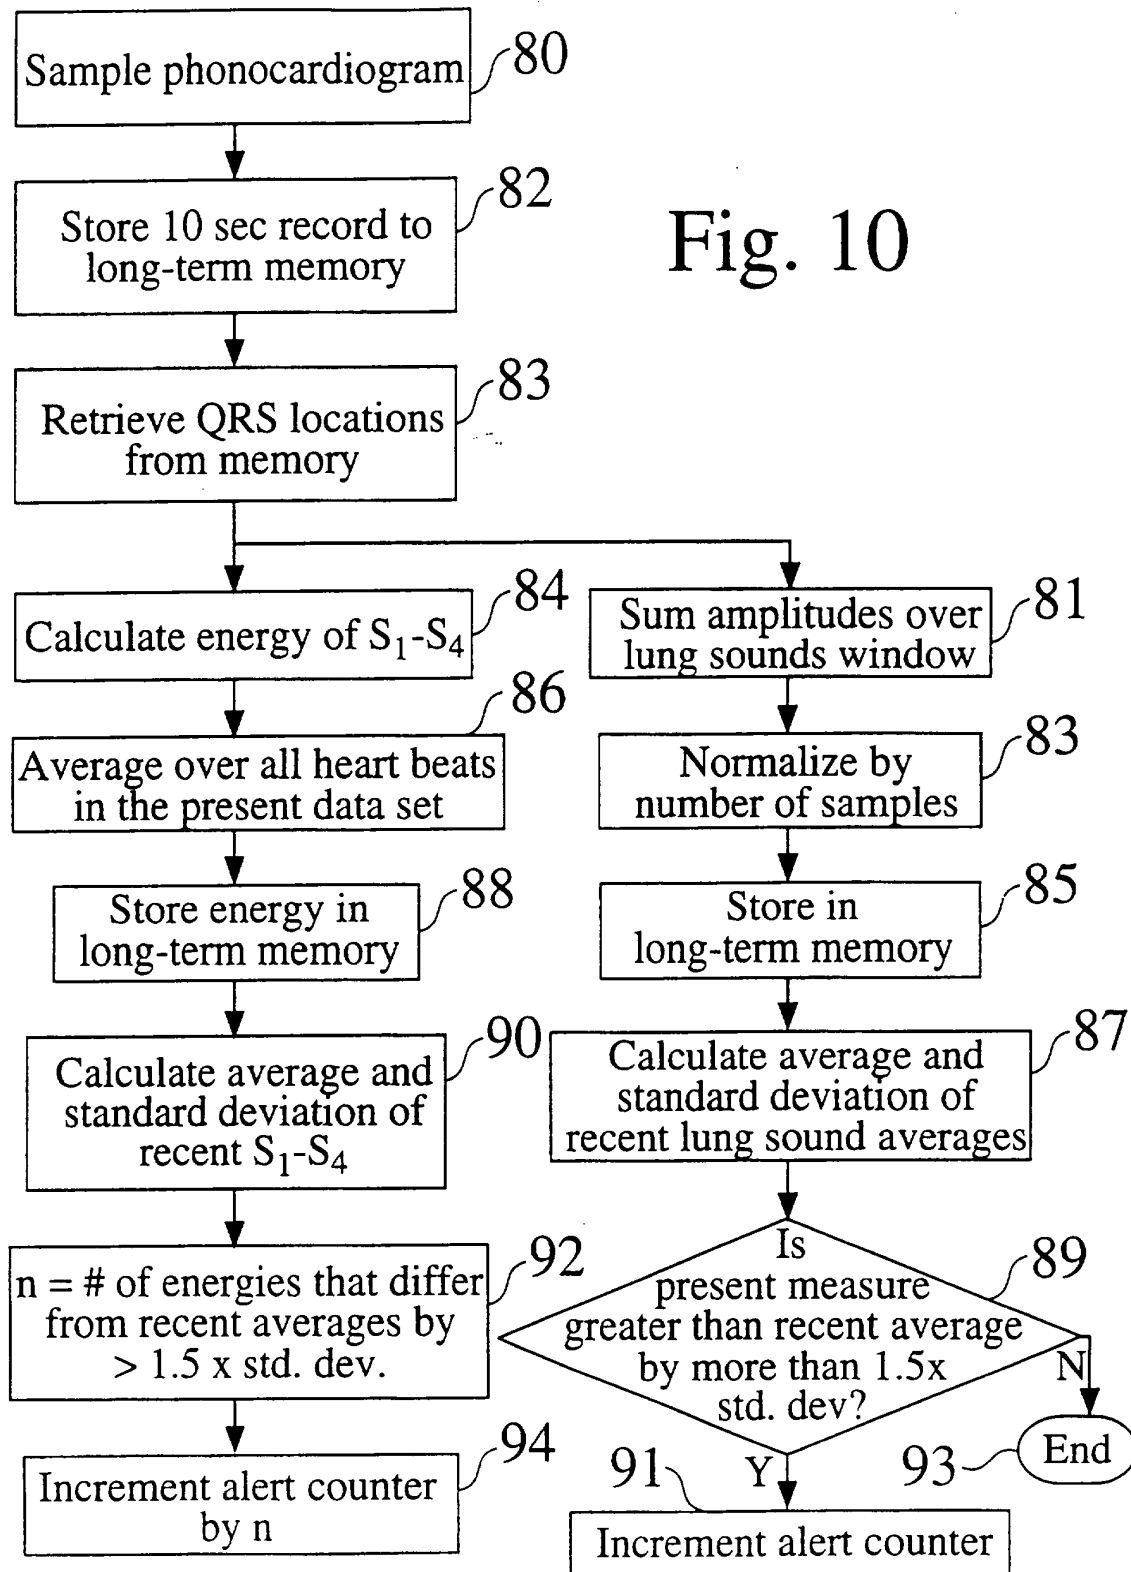 Sample phonocardiogram
80
Store 10 sec record to
long-term memory
82
Fig. 10
Retrieve QRS locations
from memory
83
Calculate energy of S1-S4
84
Average over all heart beats
in the present data set
86
Store energy in
long-term memory
88
Calculate average and
standard deviation of
recent S1-S4
90
n = # of energies that differ
from recent averages by
> 1.5 x std. dev.
92
Increment alert counter
by n
94
Sum amplitudes over
lung sounds window
81
Normalize by
number of samples
83
Store in
long-term memory
85
Calculate average and
standard deviation of
recent lung sound averages
87
Is
present measure
greater than recent average
by more than 1.5x
std. dev?
89
N
End
93
Y
91
Increment alert counter